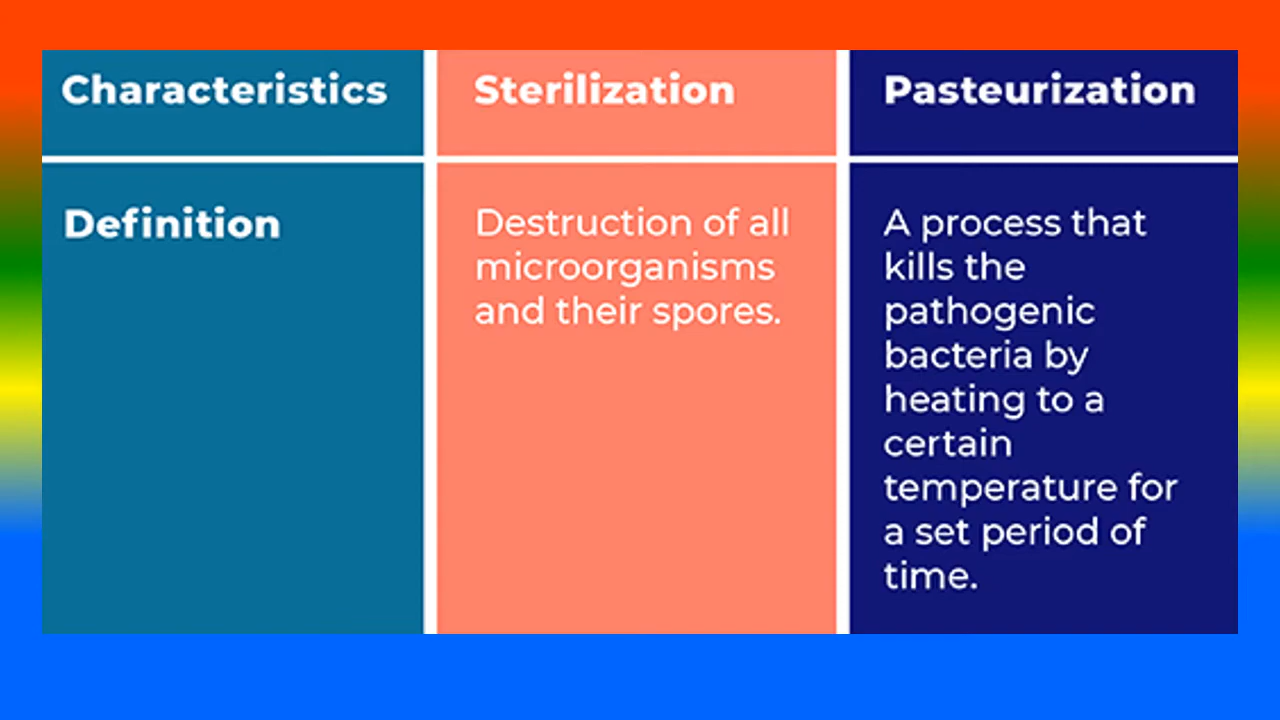 Characteristics
Sterilization
Pasteurization
Definition
Destruction of all
microorganisms
and their spores.
A process that
kills the
pathogenic
bacteria by
heating to a
certain
temperature for
a set period of
time.